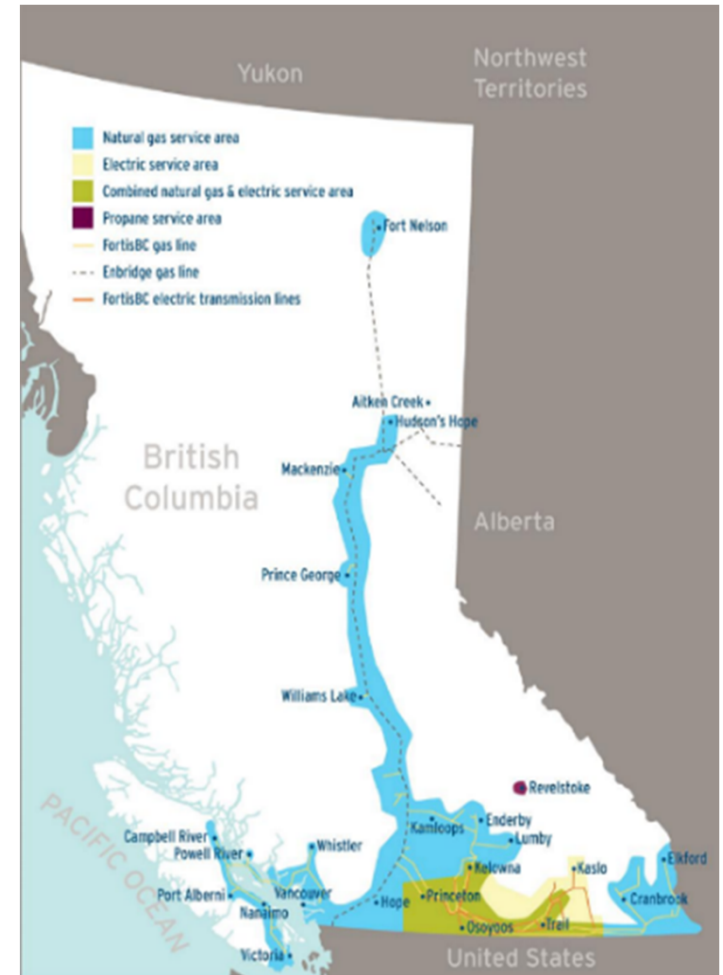 Yukon
Northwest
Territories
Natural gas service area
Electric service area
Combined natural gas & electric service area
Propane service area
FortisBC gas line
Enbridge gas line
FortisBC electric transmission lines
Fort Nelson
Aitken Creek
Hudson's Hope
British
Columbia
Mackenzie
Alberta
Prince George
Williams Lake
Revelstoke
PACIFIC OCEAN
Campbell River
Powell River
Whistler
Kamloops
Enderby
Lumby
Port Alberni
Vancouver
Nanaimo
Hope
Kelowna
Princeton
Kaslo
Elkford
Cranbrook
Osoyoos
Trail
Victoria
United States